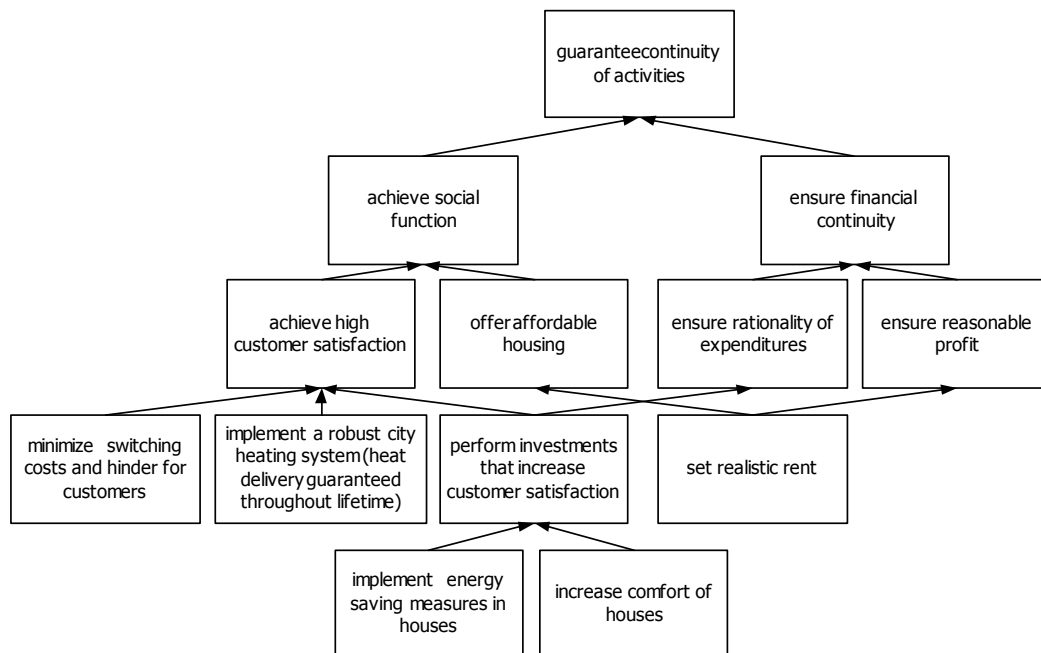 guaranteecontinuity
of activities
achieve social
function
ensure financial
continuity
achieve high
customer satisfaction
offer affordable
housing
ensure rationality of
expenditures
ensure reasonable
profit
minimize switching
costs and hinder for
customers
implement a robust city
heating system (heat
delivery guaranteed
throughout lifetime)
perform investments
that increase
customer satisfaction
set realistic rent
implement energy
saving measures in
houses
increase comfort of
houses